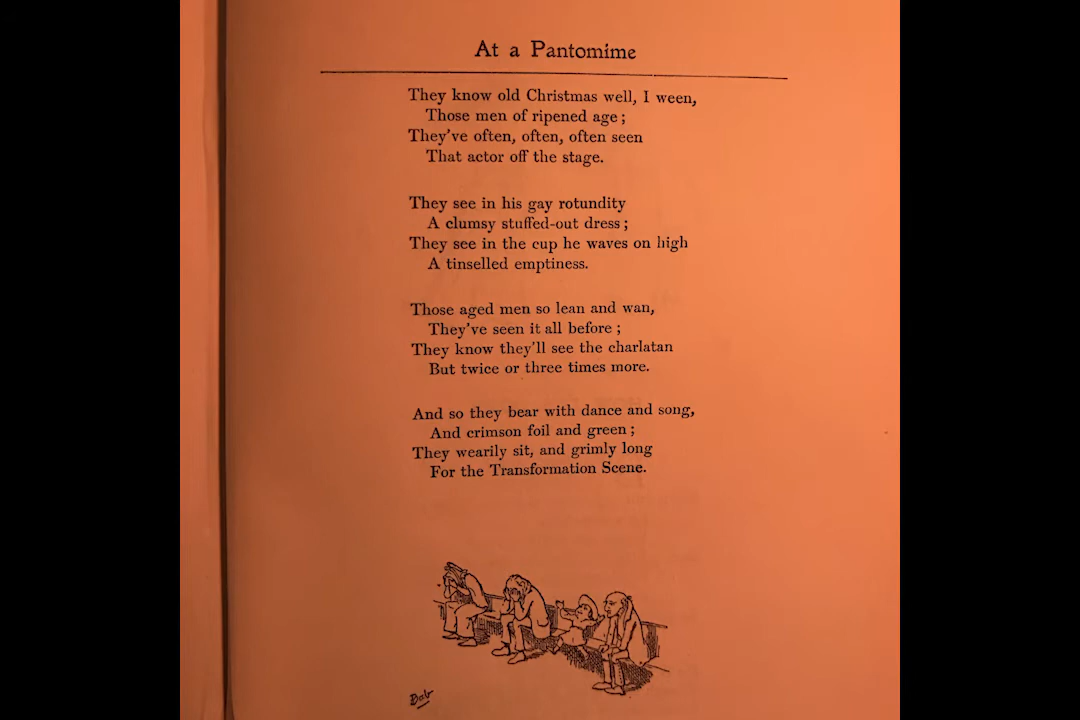 At a Pantomime
They know old Christmas well, I ween,
Those men of ripened age;
They've often, often, often seen
That actor off the stage.
They see in his gay rotundity
A clumsy stuffed-out dress;
They see in the cup he waves on high
A tinselled emptiness.
Those aged men so lean and wan,
They've seen it all before;
They know they'll see the charlatan
But twice or three times more.
And so they bear with dance and song,
And crimson foil and green;
They wearily sit, and grimly long
For the Transformation Scene.
Bab